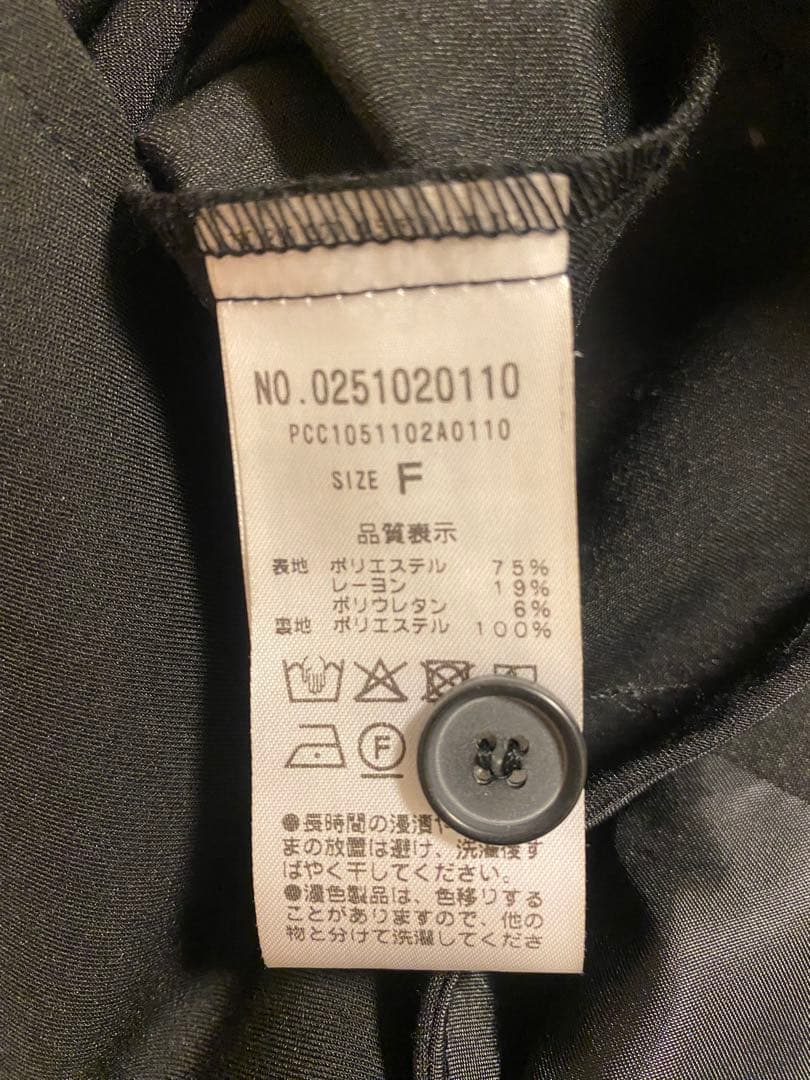 NO.0251020110
PCC1051102A0110
SIZE F
品質表示
表地 ポリエステル 75%
レーヨン 19%
ポリウレタン 6%
裏地 ポリエステル 100%
F
●長時間の浸漬や
まの放置は避け、洗濯後す
ばやく干してください。
●濃色製品は、色移りする
ことがありますので、他の
物と分けて洗濯してくださ